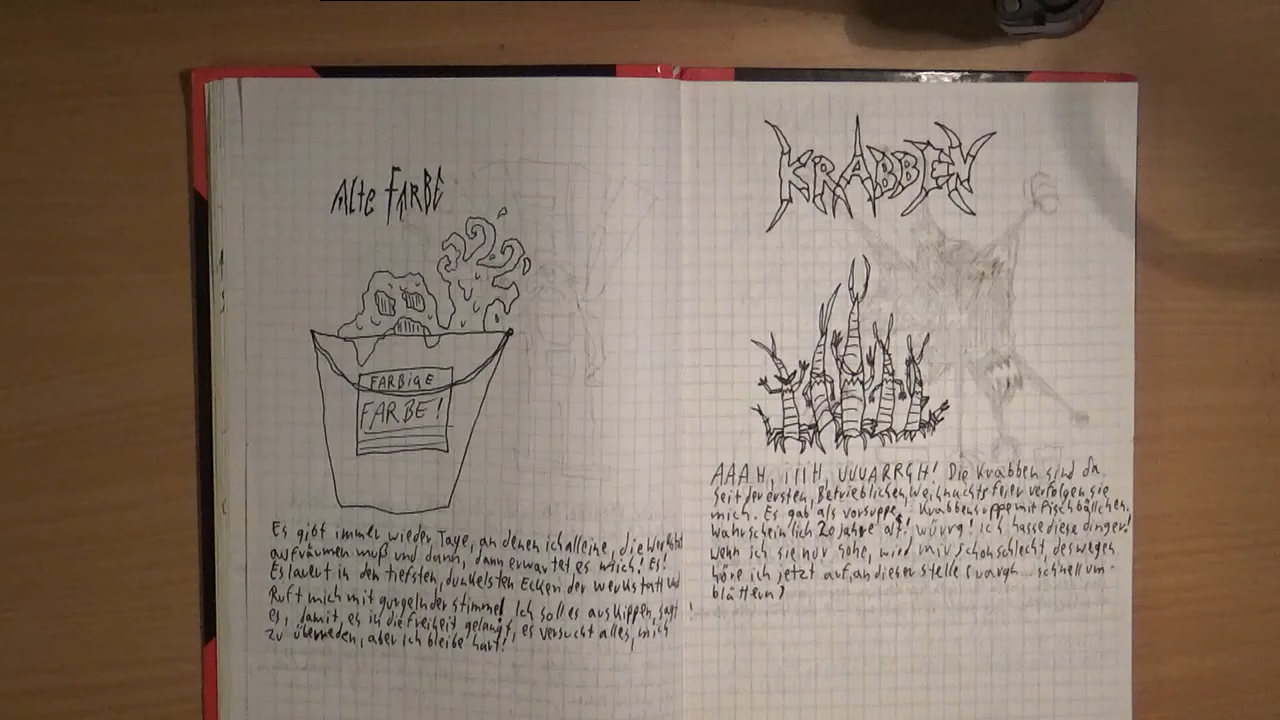 Alte FARBE
FARBIGE
FARBE!
Es gibt immer wieder Tage, an denen ich alleine, die Werkstatt
aufräumen muß und dann, dann erwartet es mich! Es!
Es lauert in den tiefsten, dunkelsten Ecken der Werkstatt und
Ruft mich mit gurgelnder stimme! Ich soll es auskippen, sagt
es, damit, es in die freiheit gelangt, es versucht alles, mich
zu überreden, aber ich bleibe hart!
KRABBEN
AAAH, IIIH, UUUARRGH! Die Krabben sind da.
Seit der ersten, Betrieblichen, Weihnachtsfeier verfolgen sie
mich. Es gab als vorsuppe, Krabbensuppe mit Fischbällchen.
Wahrscheinlich 20 jahre alt! würrg! ich hasse diese dinger!
wenn ich sie nur sehe, wird mir schon schlecht, deswegen
höre ich jetzt auf, an dieser stelle (uargh... schnell um-
blättern)